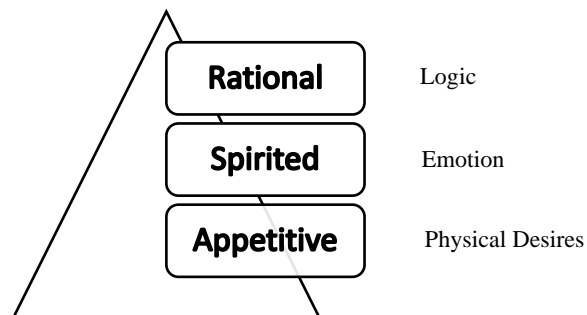 Rational Logic
Spirited Emotion
Appetitive Physical Desires